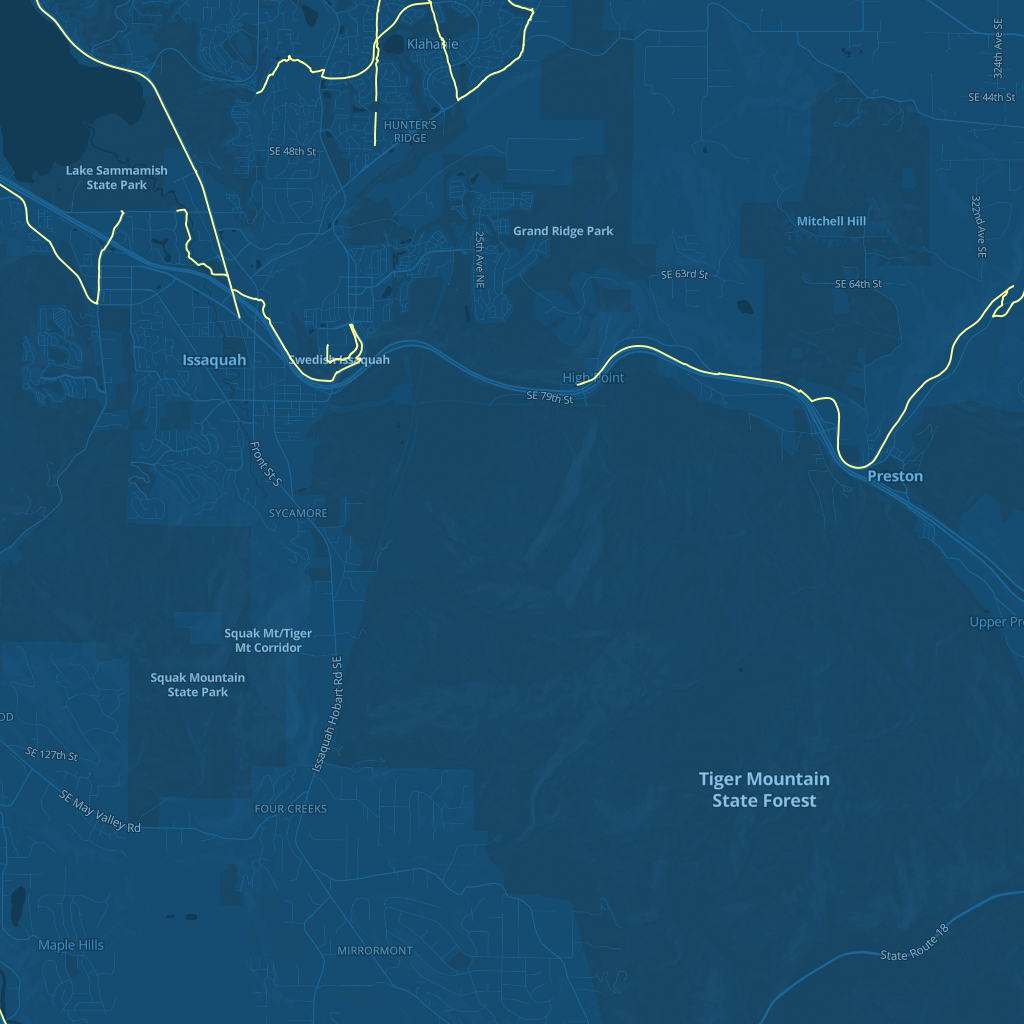 Klahanie
324th Ave SE
SE 44th St
HUNTER'S
RIDGE
SE 48th St
Lake Sammamish
State Park
322nd Ave SE
Mitchell Hill
Grand Ridge Park
25th Ave NE
SE 63rd St
SE 64th St
Issaquah
Swedish Issaquah
High Point
SE 79th St
Front St S
Preston
SYCAMORE
Upper Pre
Squak Mt/Tiger
Mt Corridor
Squak Mountain
State Park
Issaquah Hobart Rd SE
OD
SE 127th St
Tiger Mountain
State Forest
SE May Valley Rd
FOUR CREEKS
State Route 18
Maple Hills
MIRRORMONT